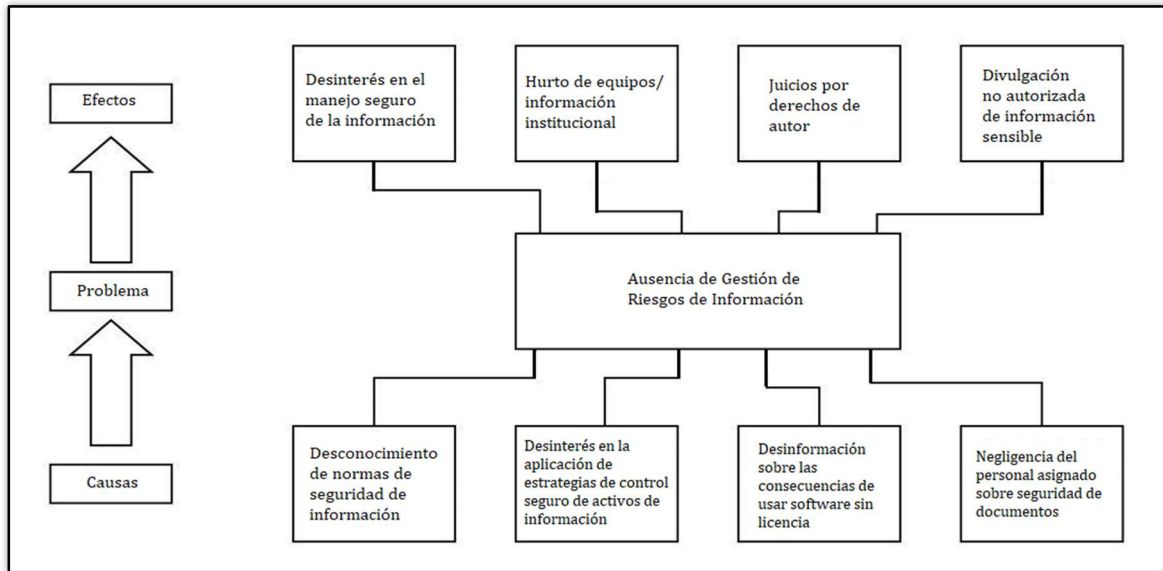 Efectos
Desinterés en el
manejo seguro
de la información
Hurto de equipos/
información
institucional
Juicios por
derechos de
autor
Divulgación
no autorizada
de información
sensible
Problema
Ausencia de Gestión de
Riesgos de Información
Causas
Desconocimiento
de normas de
seguridad de
información
Desinterés en la
aplicación de
estrategias de control
seguro de activos de
información
Desinformación
sobre las
consecuencias de
usar software sin
licencia
Negligencia del
personal asignado
sobre seguridad de
documentos